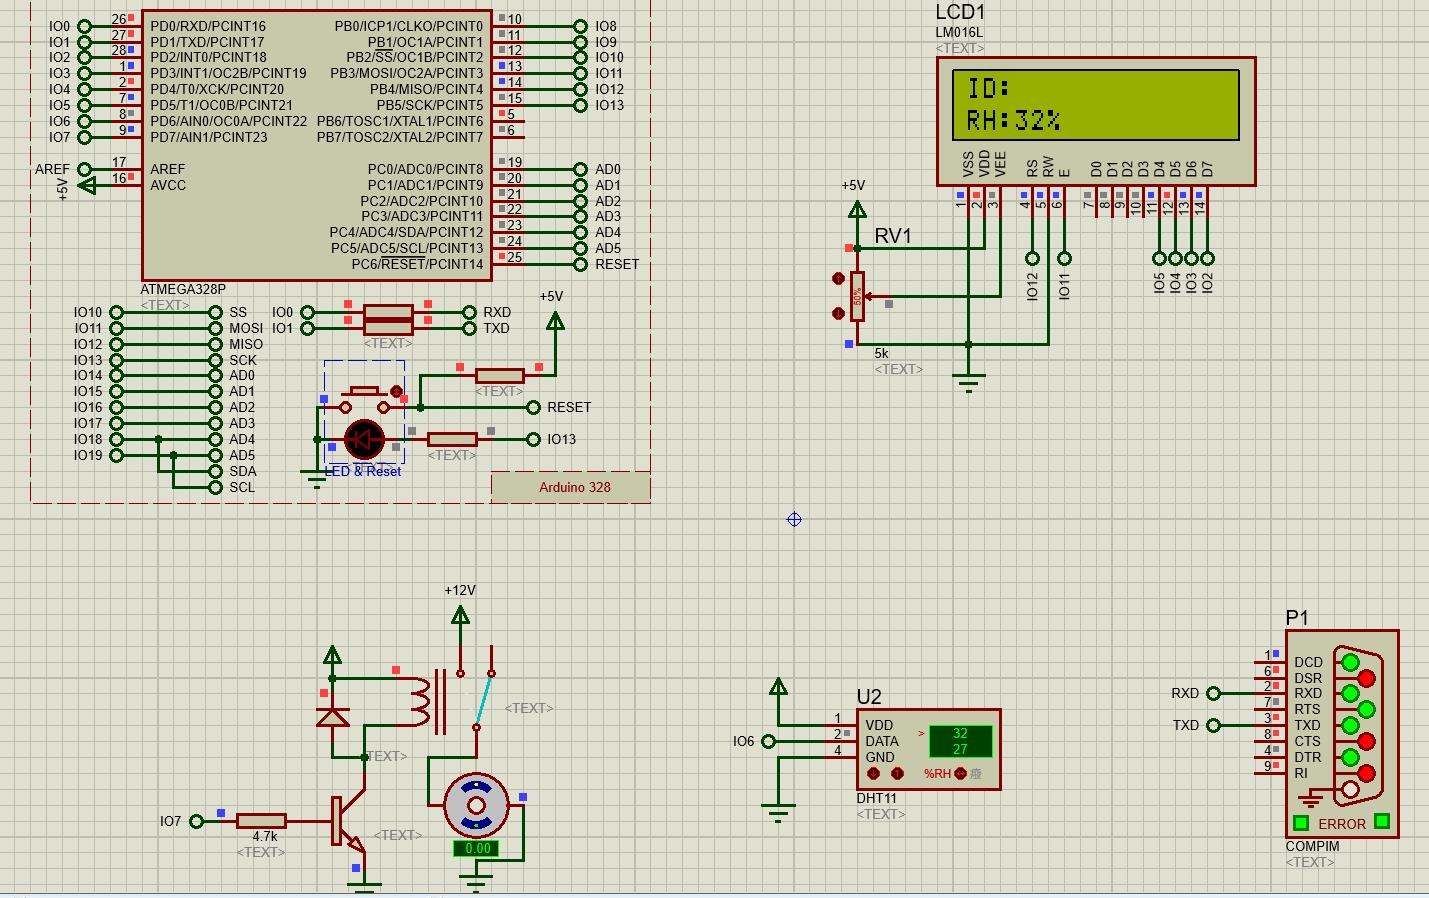 IO0 26 PD0/RXD/PCINT16 PB0/ICP1/CLKO/PCINT0 10 IO8
IO1 27 PD1/TXD/PCINT17 PB1/OC1A/PCINT1 11 IO9
IO2 28 PD2/INT0/PCINT18 PB2/SS/OC1B/PCINT2 12 IO10
IO3 1 PD3/INT1/OC2B/PCINT19 PB3/MOSI/OC2A/PCINT3 13 IO11
IO4 2 PD4/T0/XCK/PCINT20 PB4/MISO/PCINT4 14 IO12
IO5 7 PD5/T1/OC0B/PCINT21 PB5/SCK/PCINT5 15 IO13
IO6 8 PD6/AIN0/OC0A/PCINT22 PB6/TOSC1/XTAL1/PCINT6 5
IO7 9 PD7/AIN1/PCINT23 PB7/TOSC2/XTAL2/PCINT7 6
AREF 17 AREF PC0/ADC0/PCINT8 19 AD0
+5V 16 AVCC PC1/ADC1/PCINT9 20 AD1
PC2/ADC2/PCINT10 21 AD2
PC3/ADC3/PCINT11 22 AD3
PC4/ADC4/SDA/PCINT12 23 AD4
PC5/ADC5/SCL/PCINT13 24 AD5
PC6/RESET/PCINT14 25 RESET
ATMEGA328P
<TEXT>
IO10 SS
IO11 MOSI
IO12 MISO
IO13 SCK
IO14 AD0
IO15 AD1
IO16 AD2
IO17 AD3
IO18 AD4
IO19 AD5
SDA
SCL
IO0 RXD
IO1 TXD
<TEXT>
+5V
<TEXT>
RESET
IO13
<TEXT>
LED & Reset
Arduino 328
LCD1
LM016L
<TEXT>
ID:
RH:32%
VSS VDD VEE RS RW E D0 D1 D2 D3 D4 D5 D6 D7
1 2 3 4 5 6 7 8 9 10 11 12 13 14
IO12 IO11 IO5 IO4 IO3 IO2
+5V
RV1
50%
5k
<TEXT>
+12V
<TEXT>
<TEXT>
IO7
4.7k
<TEXT>
<TEXT>
0.00
U2
1 VDD
IO6 2 DATA
4 GND
> 32
27
%RH
DHT11
<TEXT>
P1
1 DCD
6 DSR
RXD 2 RXD
7 RTS
TXD 3 TXD
8 CTS
4 DTR
9 RI
ERROR
COMPIM
<TEXT>